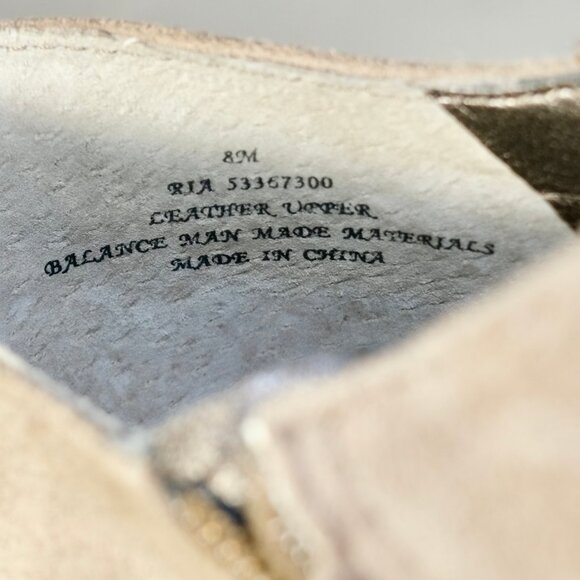 8M
RIA 53367300
LEATHER UPPER
BALANCE MAN MADE MATERIALS
MADE IN CHINA